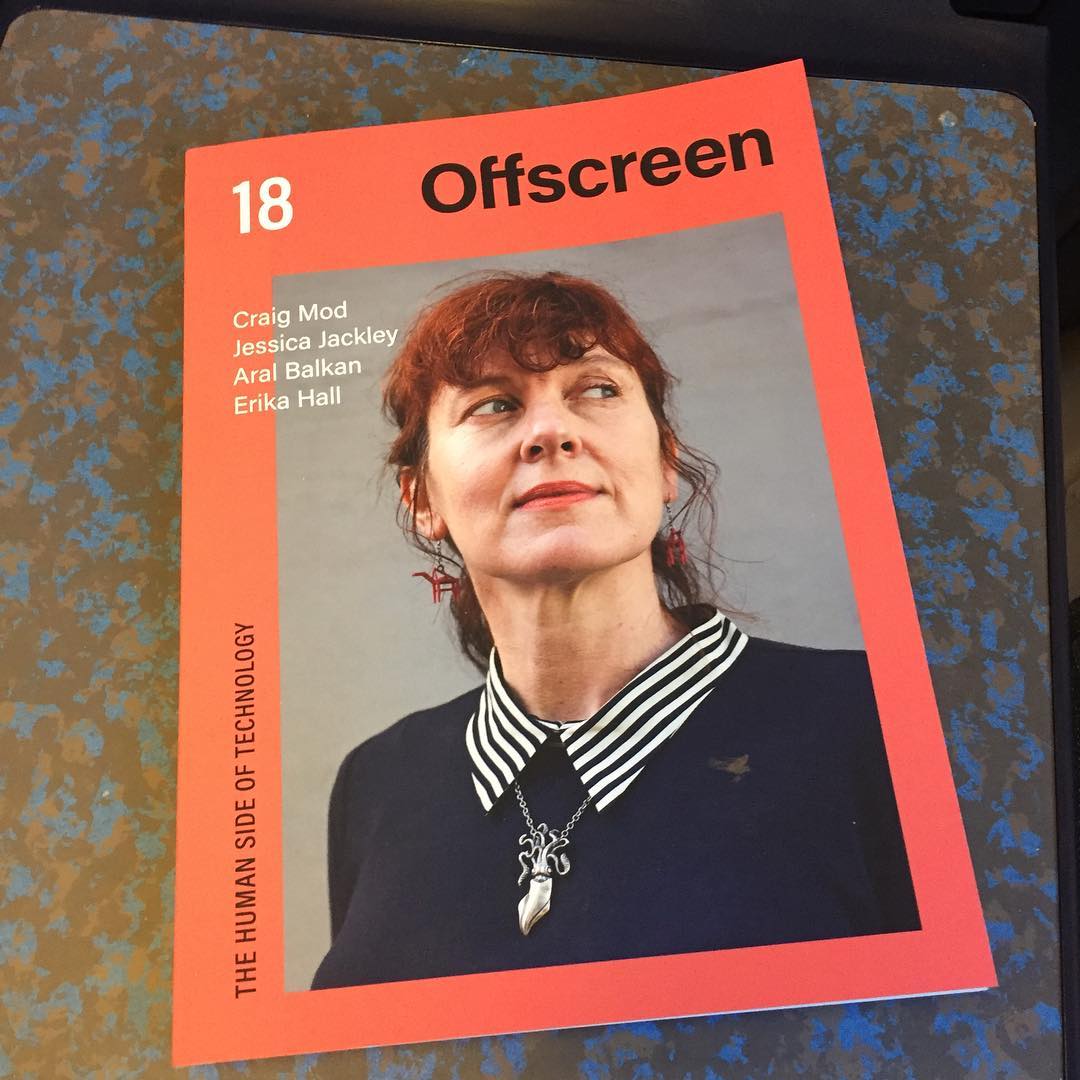 18
Offscreen
Craig Mod
Jessica Jackley
Aral Balkan
Erika Hall
THE HUMAN SIDE OF TECHNOLOGY